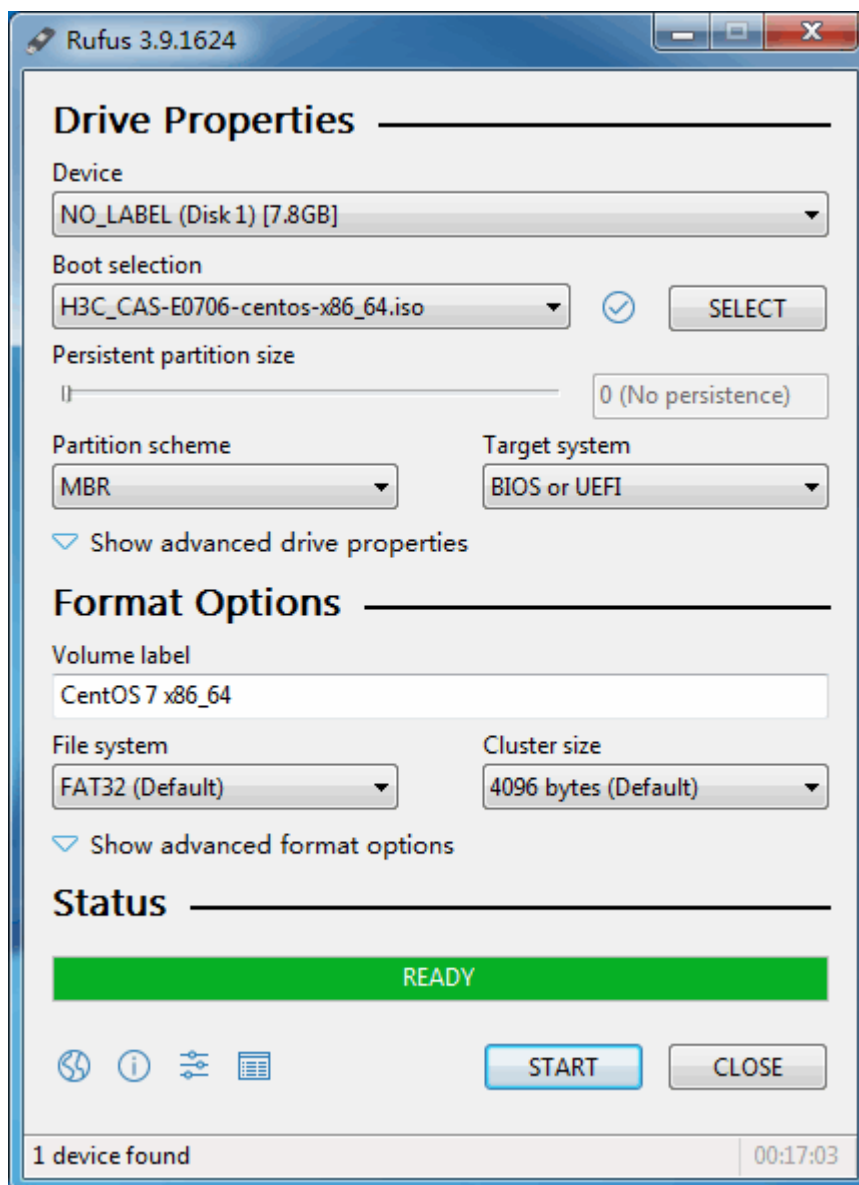 Rufus 3.9.1624
Drive Properties
Device
NO_LABEL (Disk 1) [7.8GB]
Boot selection
H3C_CAS-E0706-centos-x86_64.iso
SELECT
Persistent partition size
0 (No persistence)
Partition scheme
Target system
MBR
BIOS or UEFI
Show advanced drive properties
Format Options
Volume label
CentOS 7 x86_64
File system
Cluster size
FAT32 (Default)
4096 bytes (Default)
Show advanced format options
Status
READY
START
CLOSE
1 device found
00:17:03